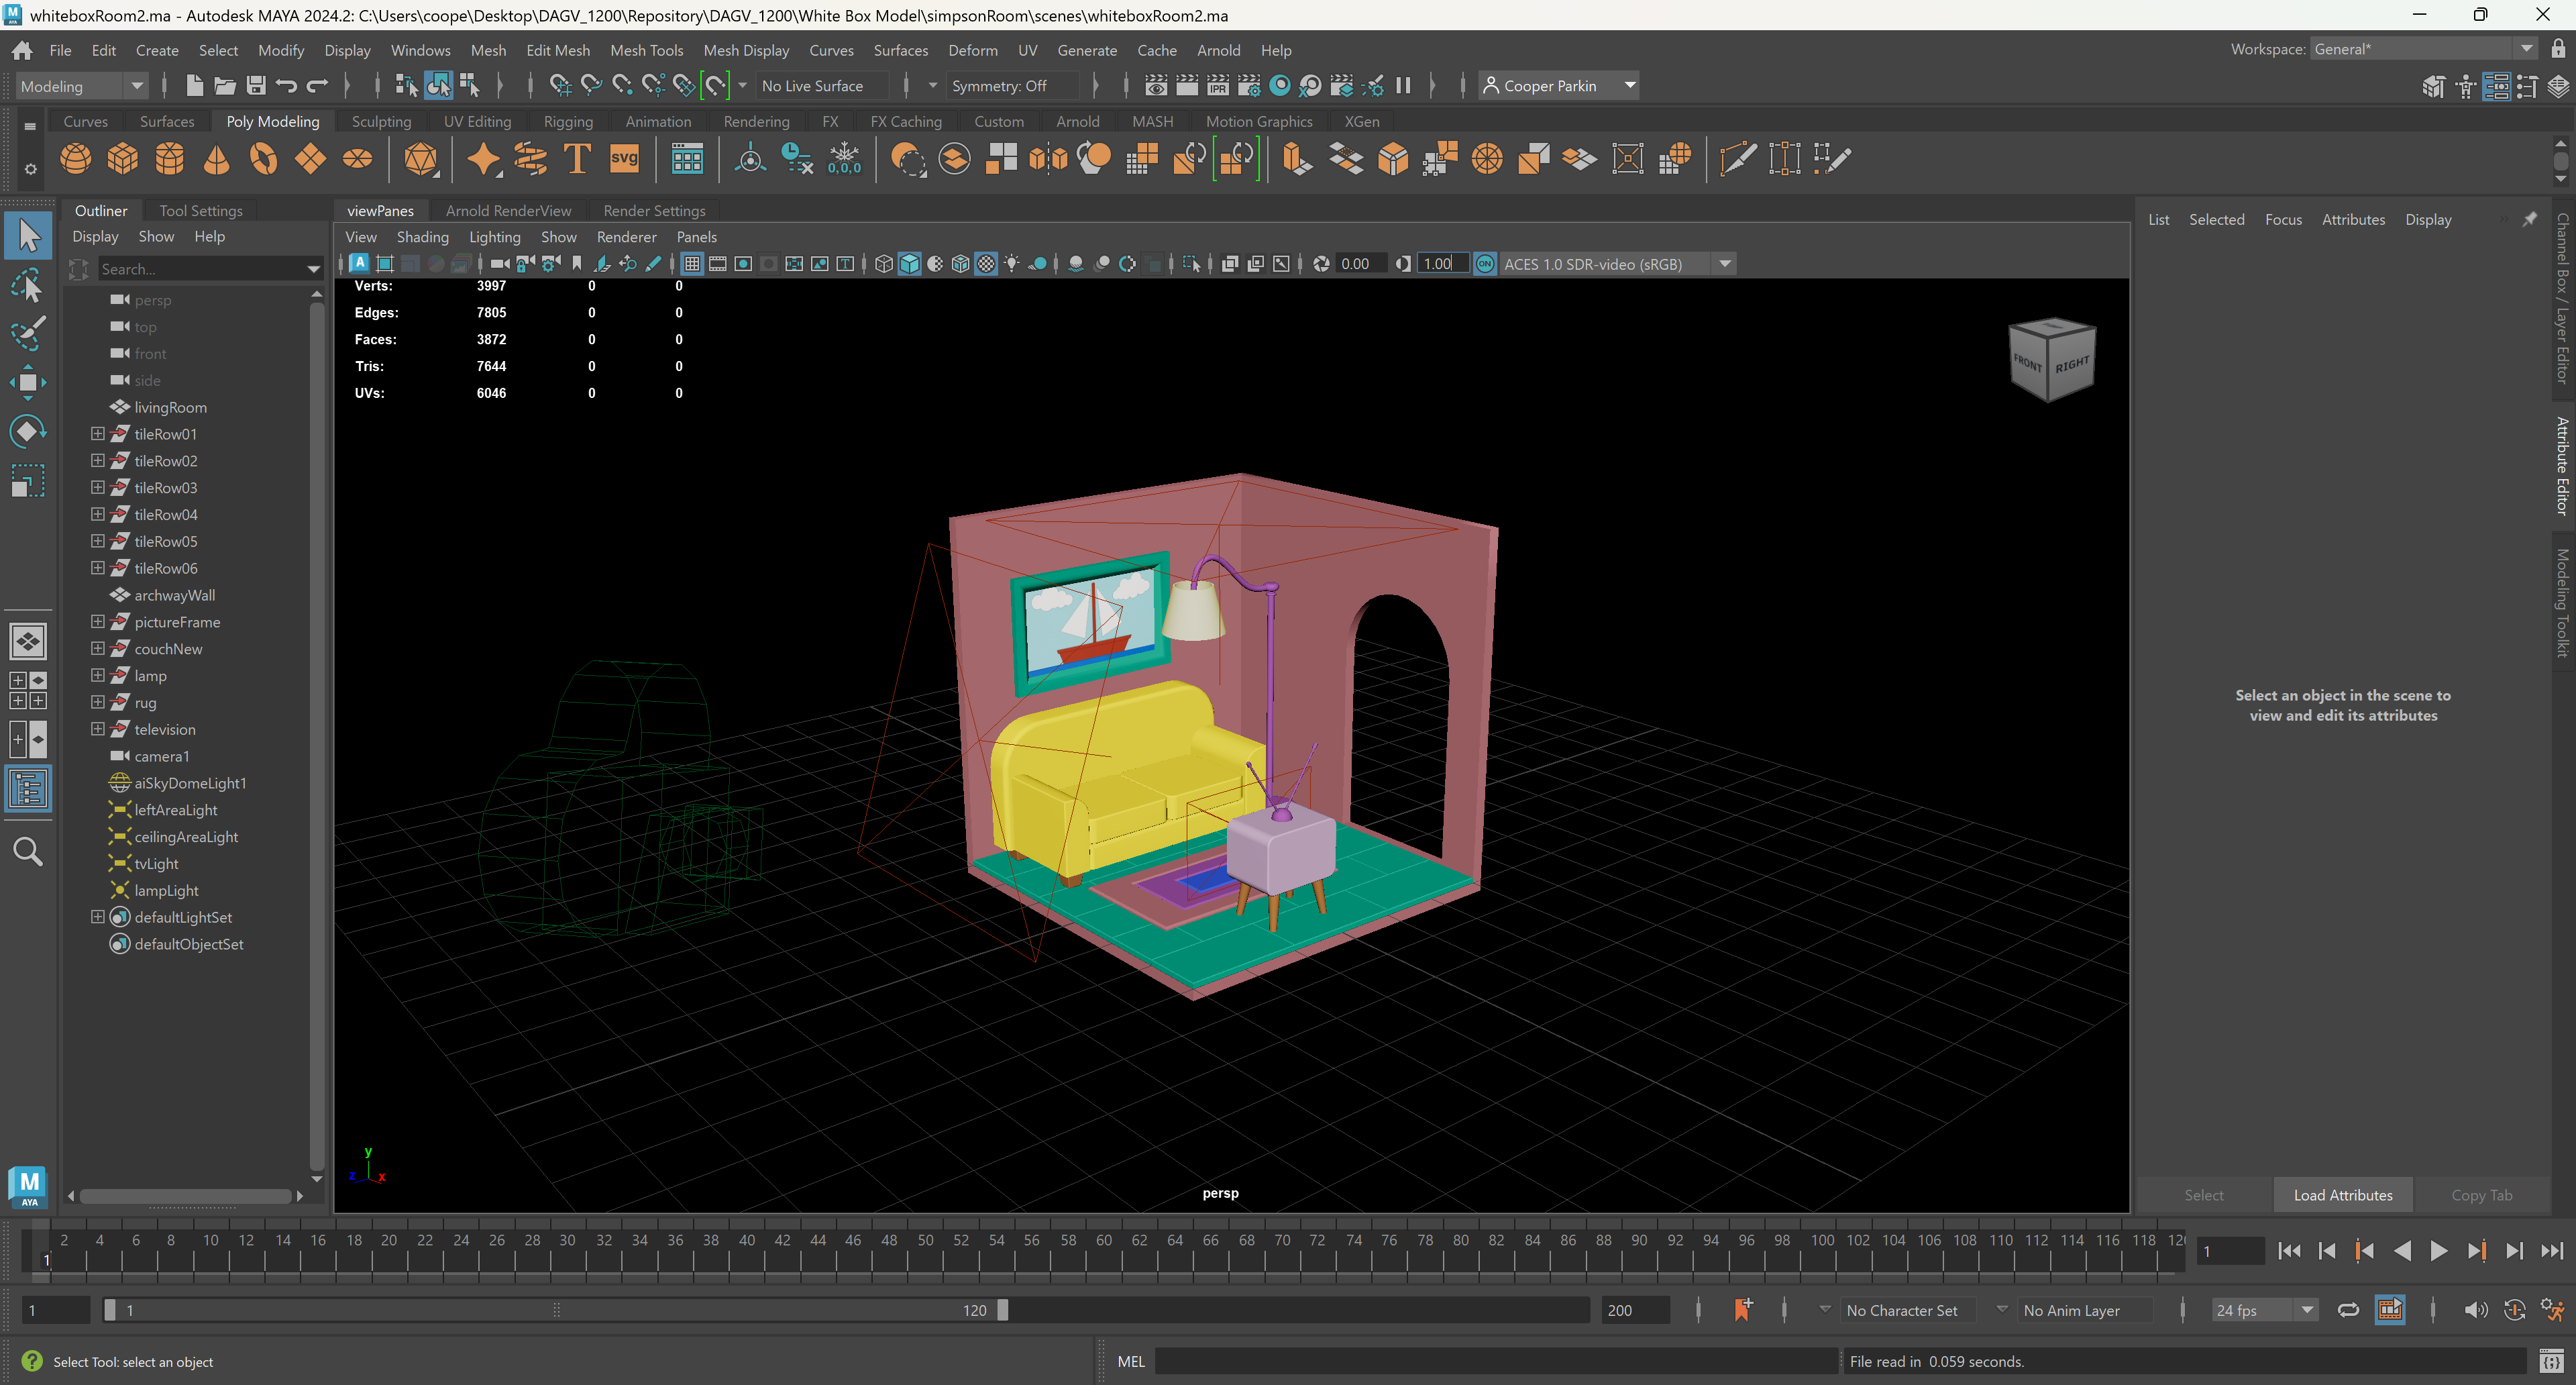 whiteboxRoom2.ma - Autodesk MAYA 2024.2: C:\Users\coope\Desktop\DAGV_1200\Repository\DAGV_1200\White Box Model\simpsonRoom\scenes\whiteboxRoom2.ma
File Edit Create Select Modify Display Windows Mesh Edit Mesh Mesh Tools Mesh Display Curves Surfaces Deform UV Generate Cache Arnold Help
Workspace: General*
Modeling No Live Surface Symmetry: Off IPR Cooper Parkin
Curves Surfaces Poly Modeling Sculpting UV Editing Rigging Animation Rendering FX FX Caching Custom Arnold MASH Motion Graphics XGen
T svg 0,0,0
Outliner Tool Settings
Display Show Help
Search...
persp
top
front
side
livingRoom
tileRow01
tileRow02
tileRow03
tileRow04
tileRow05
tileRow06
archwayWall
pictureFrame
couchNew
lamp
rug
television
camera1
aiSkyDomeLight1
leftAreaLight
ceilingAreaLight
tvLight
lampLight
defaultLightSet
defaultObjectSet
M
AYA
viewPanes Arnold RenderView Render Settings
View Shading Lighting Show Renderer Panels
0.00 1.00 ON ACES 1.0 SDR-video (sRGB)
Verts: 3997 0 0
Edges: 7805 0 0
Faces: 3872 0 0
Tris: 7644 0 0
UVs: 6046 0 0
FRONT RIGHT
y
z x
persp
List Selected Focus Attributes Display
Select an object in the scene to
view and edit its attributes
Select Load Attributes Copy Tab
Channel Box / Layer Editor
Attribute Editor
Modeling Toolkit
2 4 6 8 10 12 14 16 18 20 22 24 26 28 30 32 34 36 38 40 42 44 46 48 50 52 54 56 58 60 62 64 66 68 70 72 74 76 78 80 82 84 86 88 90 92 94 96 98 100 102 104 106 108 110 112 114 116 118
1
1
1 1 120 200 No Character Set No Anim Layer 24 fps
Select Tool: select an object
MEL
File read in 0.059 seconds.